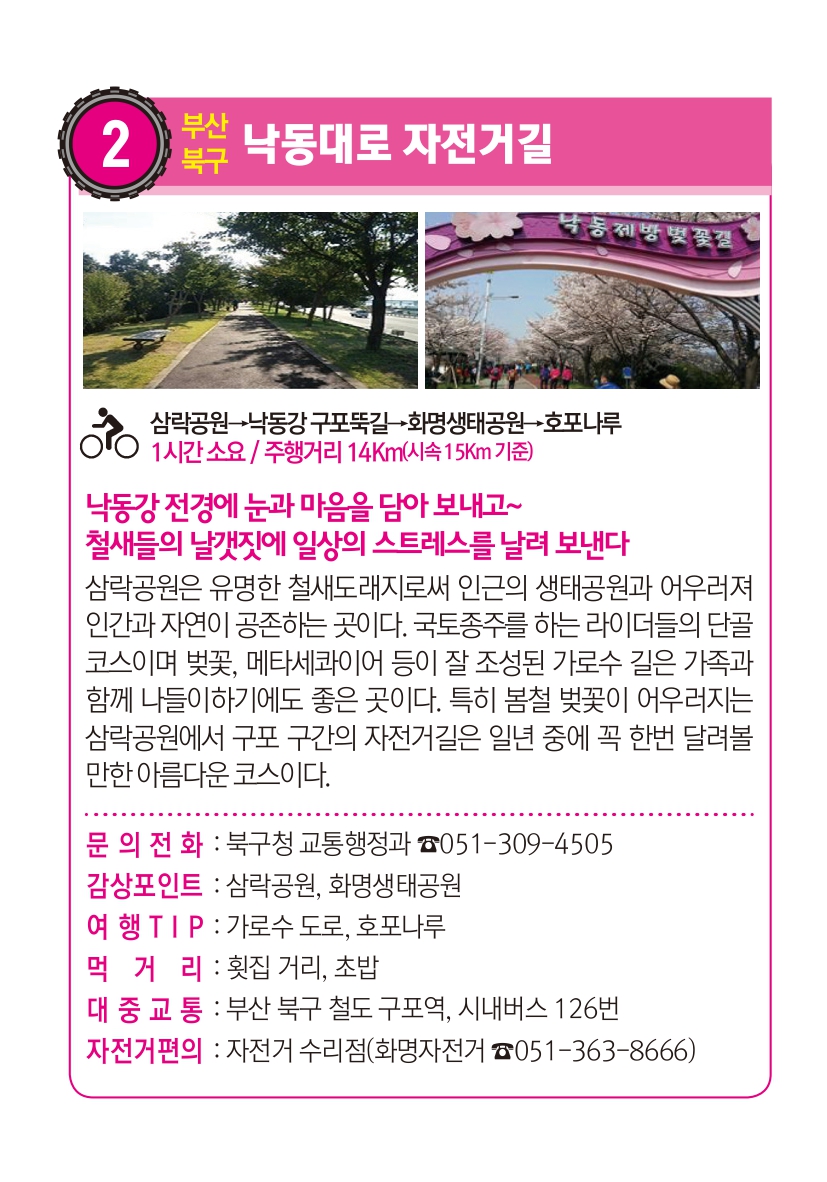 2
부산
북구
낙동대로 자전거길
낙동제방벚꽃길
삼락공원→낙동강 구포뚝길→화명생태공원→호포나루
1시간 소요 / 주행거리 14Km(시속 15Km 기준)
낙동강 전경에 눈과 마음을 담아 보내고~
철새들의 날갯짓에 일상의 스트레스를 날려 보낸다
삼락공원은 유명한 철새도래지로써 인근의 생태공원과 어우러져
인간과 자연이 공존하는 곳이다. 국토종주를 하는 라이더들의 단골
코스이며 벚꽃, 메타세콰이어 등이 잘 조성된 가로수 길은 가족과
함께 나들이하기에도 좋은 곳이다. 특히 봄철 벚꽃이 어우러지는
삼락공원에서 구포 구간의 자전거길은 일년 중에 꼭 한번 달려볼
만한 아름다운 코스이다.
문 의 전 화 : 북구청 교통행정과 ☎051-309-4505
감상포인트 : 삼락공원, 화명생태공원
여 행 T I P : 가로수 도로, 호포나루
먹 거 리 : 횟집 거리, 초밥
대 중 교 통 : 부산 북구 철도 구포역, 시내버스 126번
자전거편의 : 자전거 수리점(화명자전거 ☎051-363-8666)